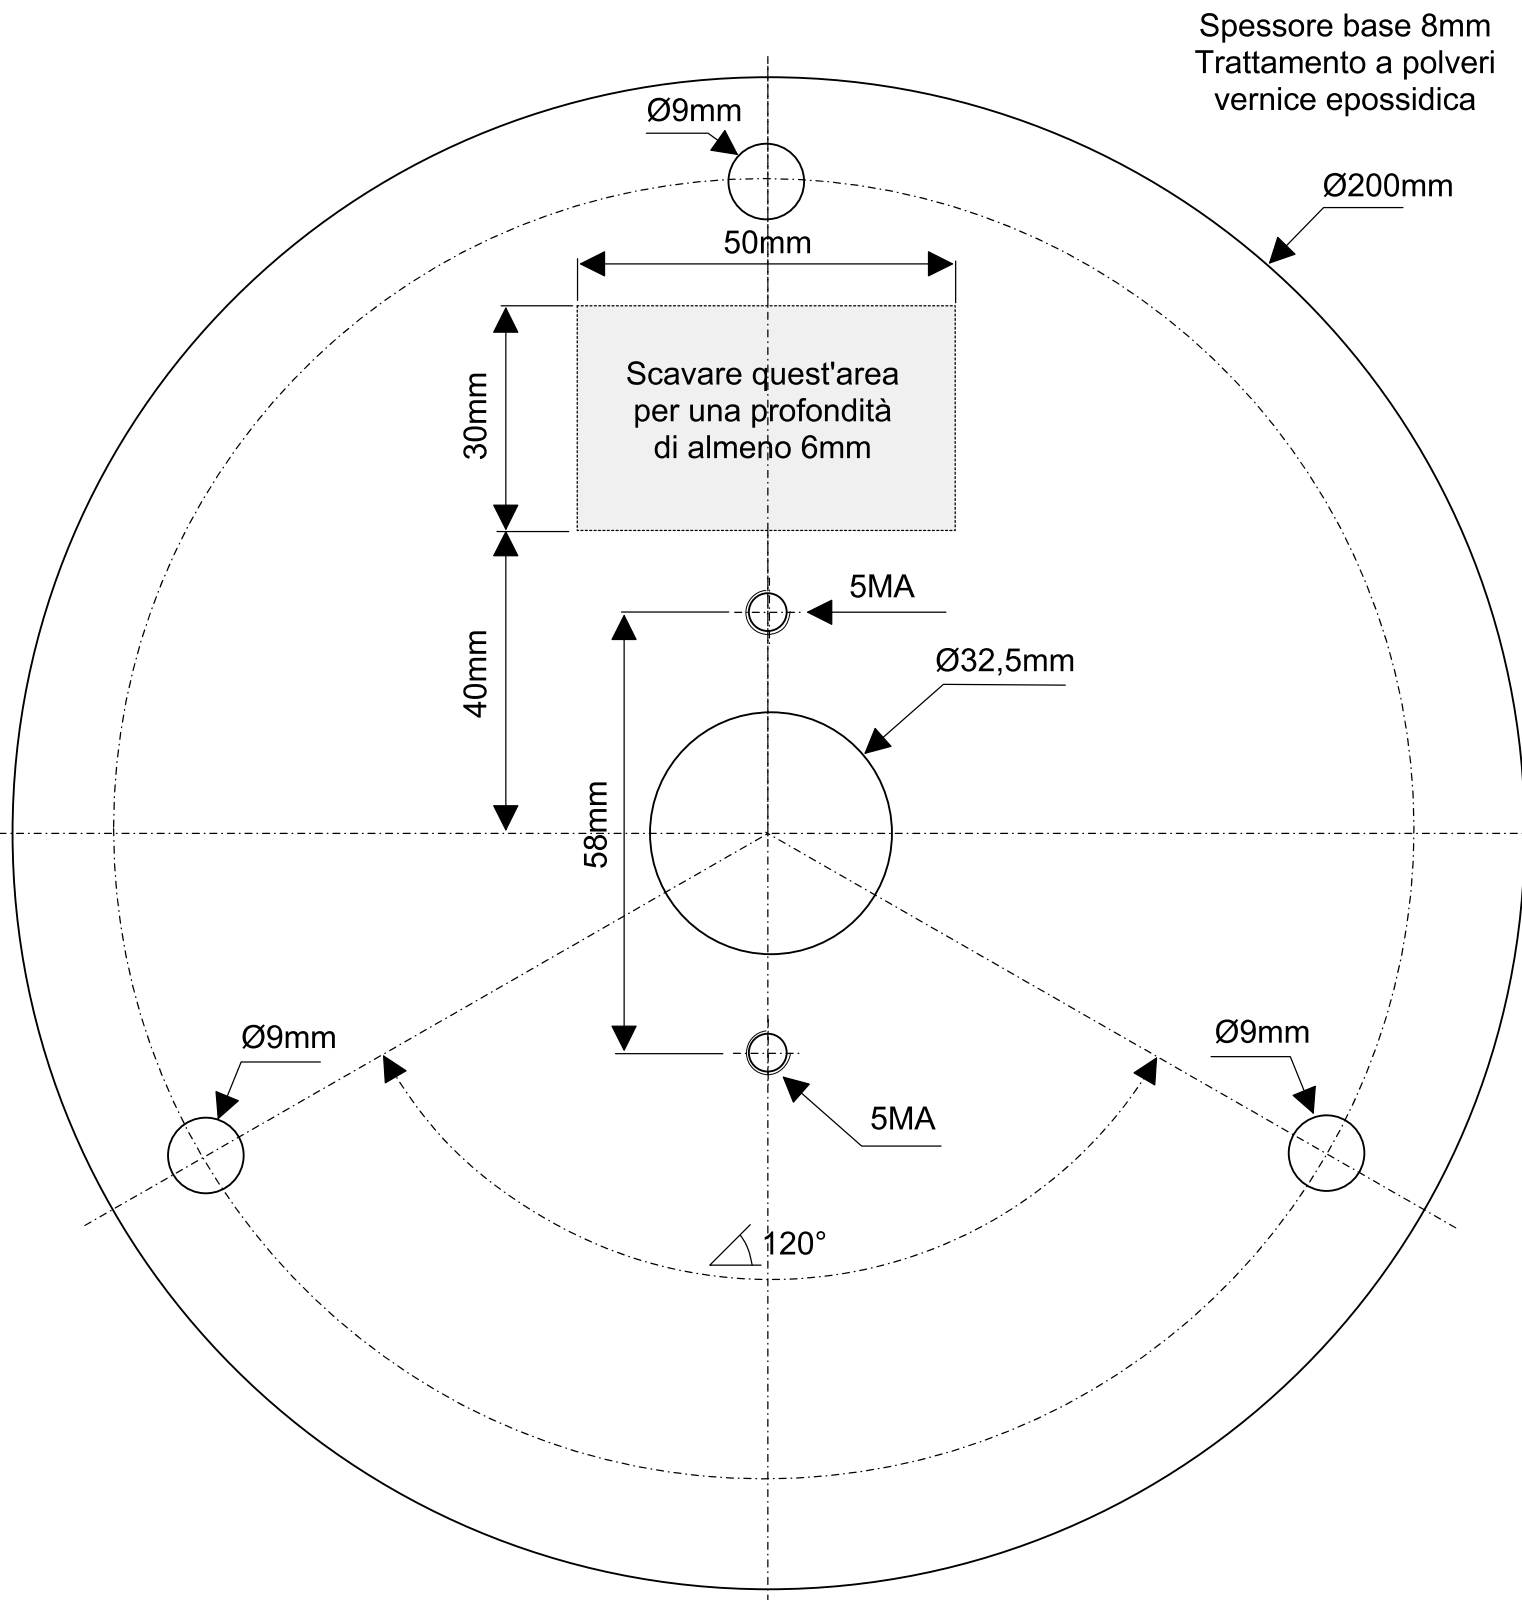 Spessore base 8mm
Trattamento a polveri
vernice epossidica
Ø9mm
Ø200mm
50mm
Scavare quest'area
per una profondità
di almeno 6mm
30mm
5MA
40mm
Ø32,5mm
58mm
Ø9mm
Ø9mm
5MA
120°